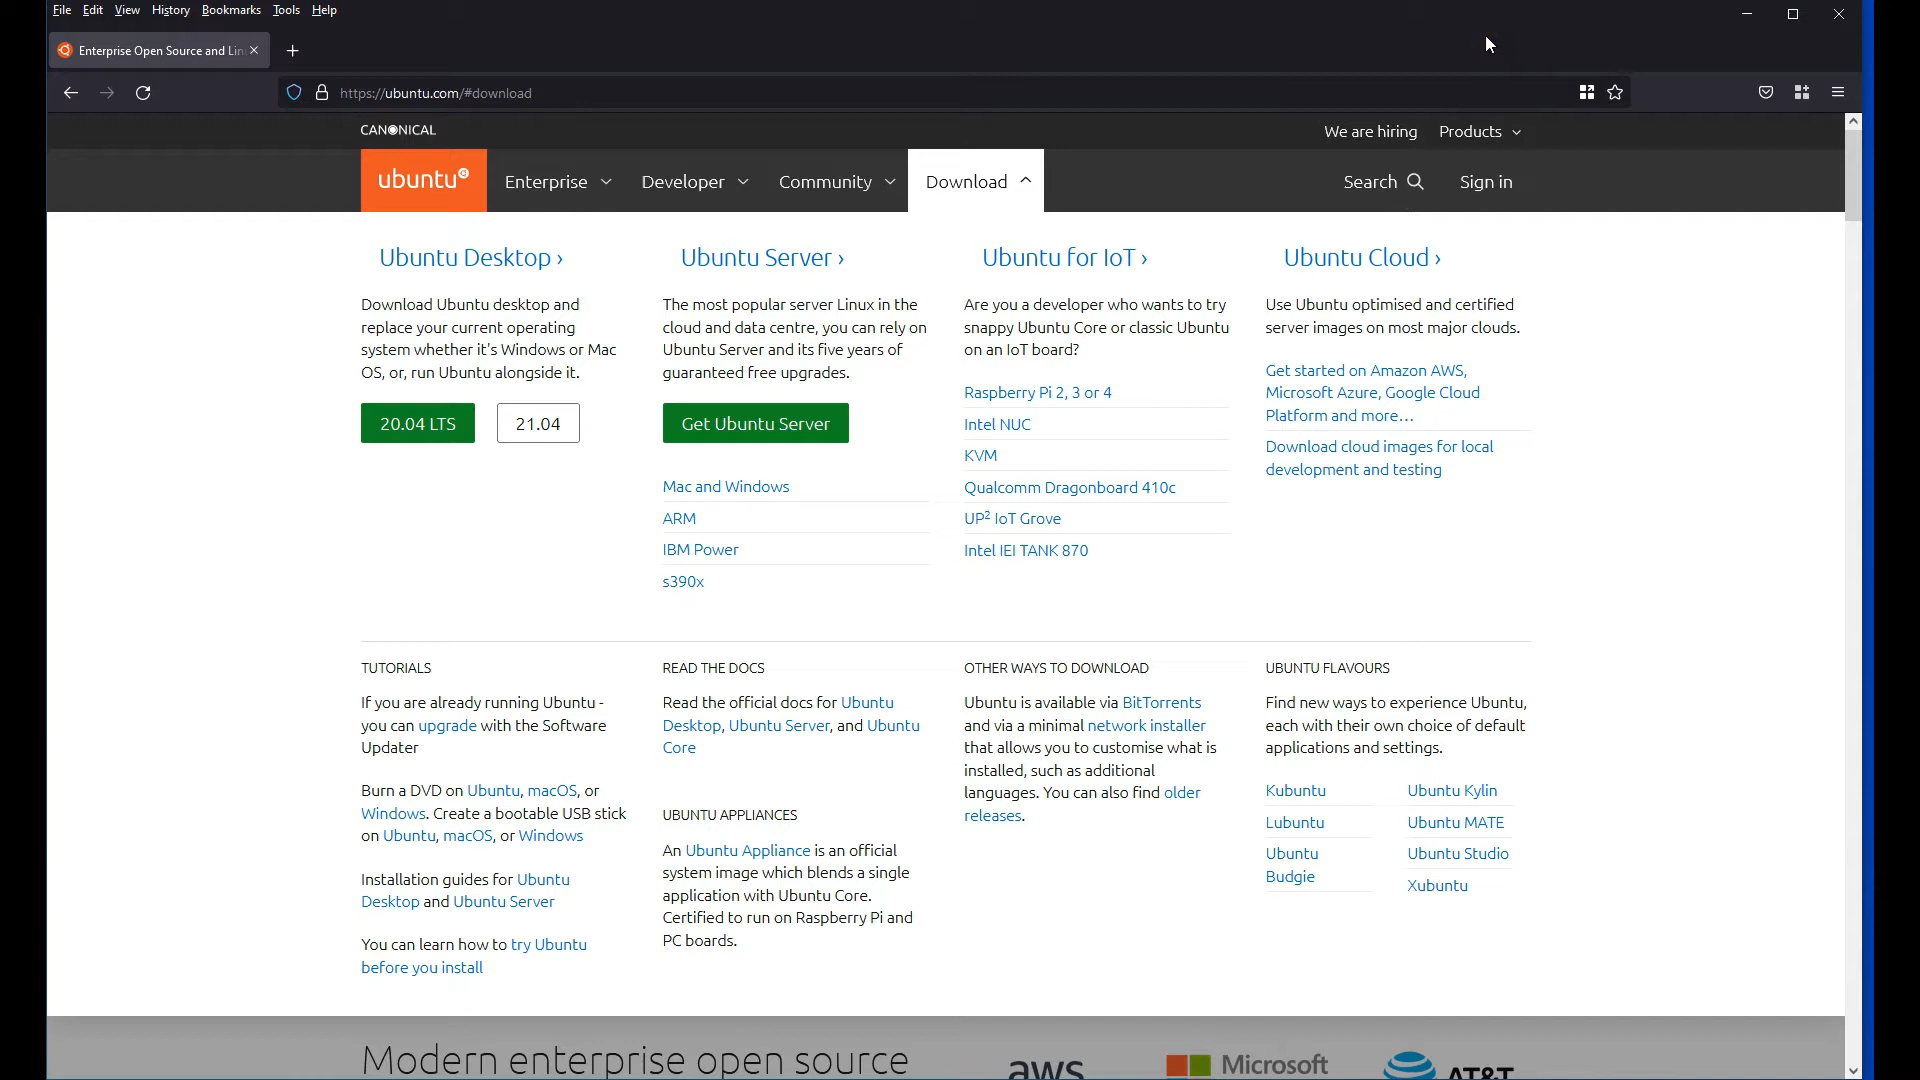 File Edit View History Bookmarks Tools Help
Enterprise Open Source and Lin
https://ubuntu.com/#download
CANONICAL
We are hiring Products
ubuntu Enterprise Developer Community Download Search Sign in
Ubuntu Desktop ›
Download Ubuntu desktop and
replace your current operating
system whether it's Windows or Mac
OS, or, run Ubuntu alongside it.
20.04 LTS 21.04
Ubuntu Server ›
The most popular server Linux in the
cloud and data centre, you can rely on
Ubuntu Server and its five years of
guaranteed free upgrades.
Get Ubuntu Server
Mac and Windows
ARM
IBM Power
s390x
Ubuntu for IoT ›
Are you a developer who wants to try
snappy Ubuntu Core or classic Ubuntu
on an IoT board?
Raspberry Pi 2, 3 or 4
Intel NUC
KVM
Qualcomm Dragonboard 410c
UP² IoT Grove
Intel IEI TANK 870
Ubuntu Cloud ›
Use Ubuntu optimised and certified
server images on most major clouds.
Get started on Amazon AWS,
Microsoft Azure, Google Cloud
Platform and more…
Download cloud images for local
development and testing
TUTORIALS
If you are already running Ubuntu -
you can upgrade with the Software
Updater
Burn a DVD on Ubuntu, macOS, or
Windows. Create a bootable USB stick
on Ubuntu, macOS, or Windows
Installation guides for Ubuntu
Desktop and Ubuntu Server
You can learn how to try Ubuntu
before you install
READ THE DOCS
Read the official docs for Ubuntu
Desktop, Ubuntu Server, and Ubuntu
Core
UBUNTU APPLIANCES
An Ubuntu Appliance is an official
system image which blends a single
application with Ubuntu Core.
Certified to run on Raspberry Pi and
PC boards.
OTHER WAYS TO DOWNLOAD
Ubuntu is available via BitTorrents
and via a minimal network installer
that allows you to customise what is
installed, such as additional
languages. You can also find older
releases.
UBUNTU FLAVOURS
Find new ways to experience Ubuntu,
each with their own choice of default
applications and settings.
Kubuntu
Lubuntu
Ubuntu
Budgie
Ubuntu Kylin
Ubuntu MATE
Ubuntu Studio
Xubuntu
Modern enterprise open source
aws Microsoft AT&T